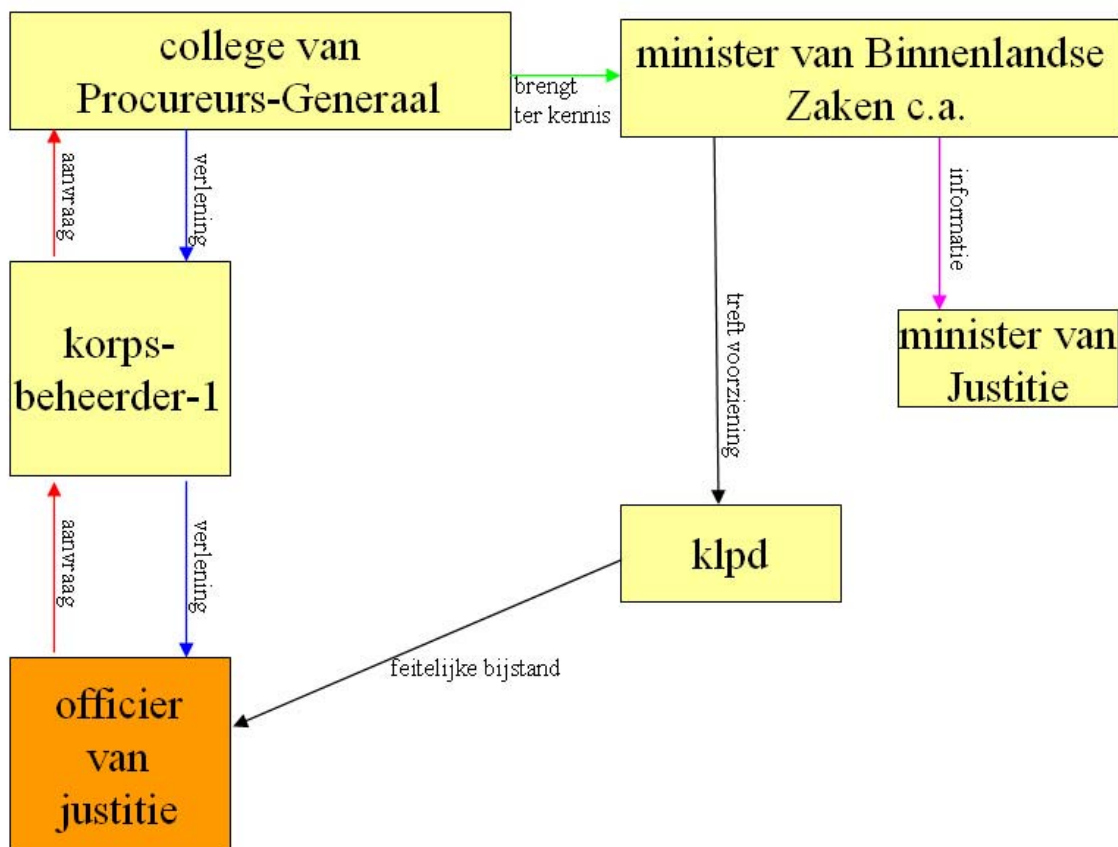 college van
Procureurs-Generaal
brengt
ter kennis
minister van Binnenlandse
Zaken c.a.
aanvraag
verlening
informatie
korps-
beheerder-1
treft voorziening
minister van
Justitie
aanvraag
verlening
klpd
feitelijke bijstand
officier
van
justitie